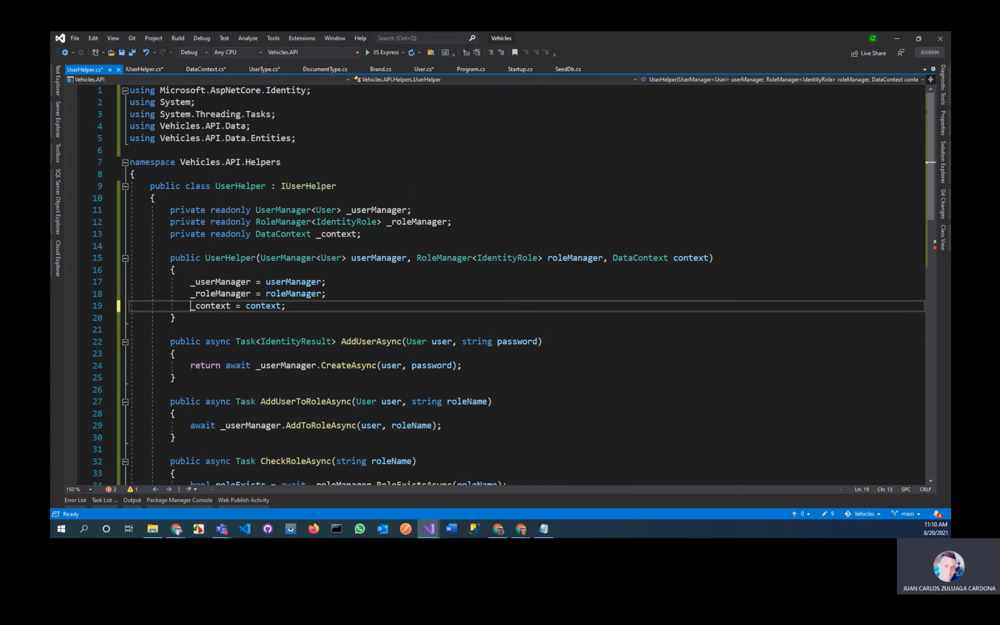 File Edit View Git Project Build Debug Test Analyze Tools Extensions Window Help Search (Ctrl+Q) Vehicles JZ
Debug Any CPU Vehicles.API IIS Express Live Share ADMIN
UserHelper.cs* IUserHelper.cs* DataContext.cs* UserType.cs* DocumentType.cs Brand.cs User.cs* Program.cs Startup.cs SeedDb.cs
Vehicles.API Vehicles.API.Helpers.UserHelper UserHelper(UserManager<User> userManager, RoleManager<IdentityRole> roleManager, DataContext conte
Test Explorer
Server Explorer
Toolbox
SQL Server Object Explorer
Cloud Explorer
1 using Microsoft.AspNetCore.Identity;
2 using System;
3 using System.Threading.Tasks;
4 using Vehicles.API.Data;
5 using Vehicles.API.Data.Entities;
6
7 namespace Vehicles.API.Helpers
8 {
9 public class UserHelper : IUserHelper
10 {
11 private readonly UserManager<User> _userManager;
12 private readonly RoleManager<IdentityRole> _roleManager;
13 private readonly DataContext _context;
14
15 public UserHelper(UserManager<User> userManager, RoleManager<IdentityRole> roleManager, DataContext context)
16 {
17 _userManager = userManager;
18 _roleManager = roleManager;
19 _context = context;
20 }
21
22 public async Task<IdentityResult> AddUserAsync(User user, string password)
23 {
24 return await _userManager.CreateAsync(user, password);
25 }
26
27 public async Task AddUserToRoleAsync(User user, string roleName)
28 {
29 await _userManager.AddToRoleAsync(user, roleName);
30 }
31
32 public async Task CheckRoleAsync(string roleName)
33 {
34 bool roleExists = await _roleManager.RoleExistsAsync(roleName);
Diagnostic Tools
Properties
Solution Explorer
Git Changes
Class View
150 % 2 1 Ln: 19 Ch: 13 SPC CRLF
Error List Task List ... Output Package Manager Console Web Publish Activity
Ready 0 9 Vehicles main 4
11:10 AM
8/20/2021
JUAN CARLOS ZULUAGA CARDONA